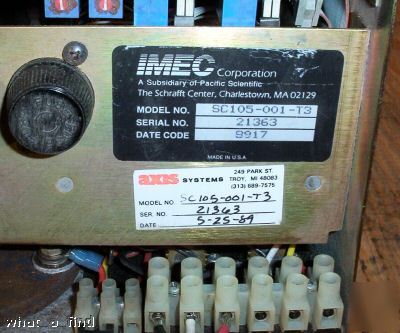 IMEC Corporation
A Subsidiary of Pacific Scientific
The Schrafft Center, Charlestown, MA 02129
MODEL NO. SC105-001-T3
SERIAL NO. 21363
DATE CODE 8917
MADE IN U.S.A
axis SYSTEMS
249 PARK ST.
TROY, MI 48083
(313) 689-7575
MODEL NO SC105-001-T3
SER. NO. 21363
DATE 5-25-89
what a find